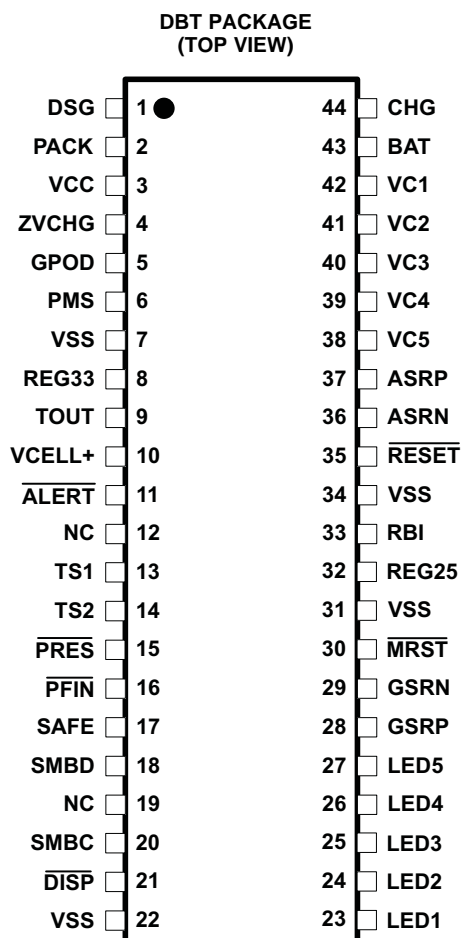 DBT PACKAGE
(TOP VIEW)
DSG 1 44 CHG
PACK 2 43 BAT
VCC 3 42 VC1
ZVCHG 4 41 VC2
GPOD 5 40 VC3
PMS 6 39 VC4
VSS 7 38 VC5
REG33 8 37 ASRP
TOUT 9 36 ASRN
VCELL+ 10 35 RESET
ALERT 11 34 VSS
NC 12 33 RBI
TS1 13 32 REG25
TS2 14 31 VSS
PRES 15 30 MRST
PFIN 16 29 GSRN
SAFE 17 28 GSRP
SMBD 18 27 LED5
NC 19 26 LED4
SMBC 20 25 LED3
DISP 21 24 LED2
VSS 22 23 LED1